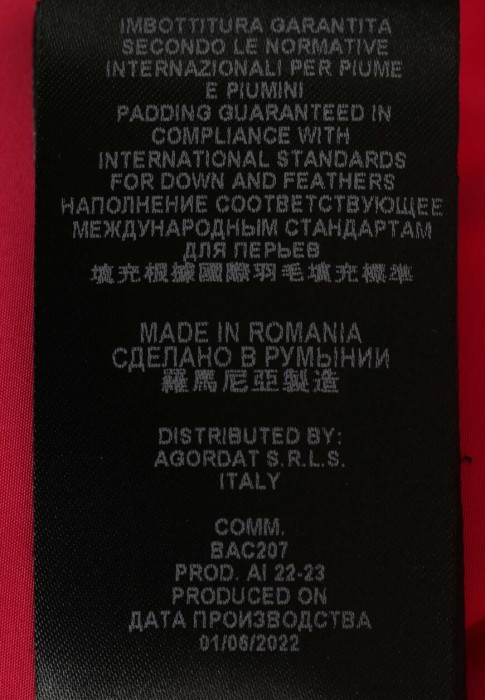 IMBOTTITURA GARANTITA
SECONDO LE NORMATIVE
INTERNAZIONALI PER PIUME
E PIUMINI
PADDING GUARANTEED IN
COMPLIANCE WITH
INTERNATIONAL STANDARDS
FOR DOWN AND FEATHERS
НАПОЛНЕНИЕ СООТВЕТСТВУЮЩЕЕ
МЕЖДУНАРОДНЫМ СТАНДАРТАМ
ДЛЯ ПЕРЬЕВ
填充根據國際羽毛填充標準
MADE IN ROMANIA
СДЕЛАНО В РУМЫНИИ
羅馬尼亞製造
DISTRIBUTED BY:
AGORDAT S.R.L.S.
ITALY
COMM.
BAC207
PROD. AI 22-23
PRODUCED ON
ДАТА ПРОИЗВОДСТВА
01/06/2022